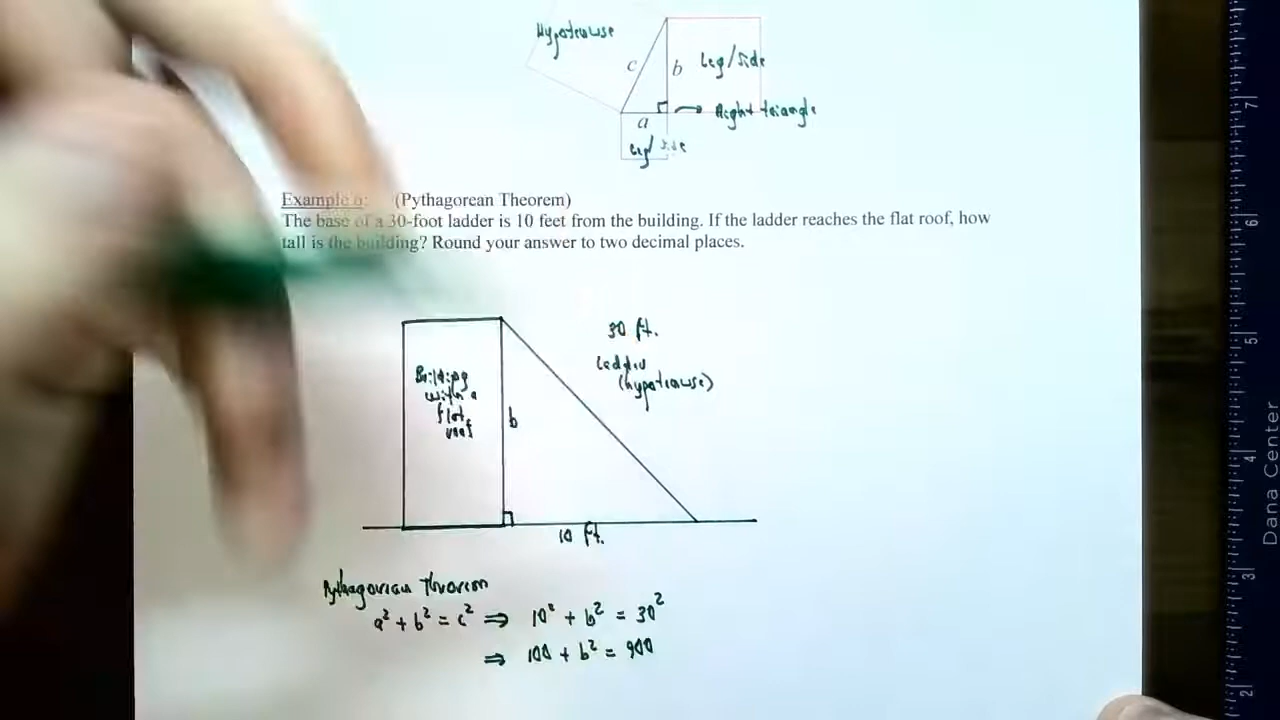 Hypotenuse
c b Leg/side
Right triangle
a
Leg/side
Example 6: (Pythagorean Theorem)
The base of a 30-foot ladder is 10 feet from the building. If the ladder reaches the flat roof, how
tall is the building? Round your answer to two decimal places.
30 ft.
ladder
(hypotenuse)
Building
with a
flat
roof
b
10 ft.
Pythagorean Theorem
a² + b² = c² ⇒ 10² + b² = 30²
⇒ 100 + b² = 900
7
6
5
4
3
2
Dana Center